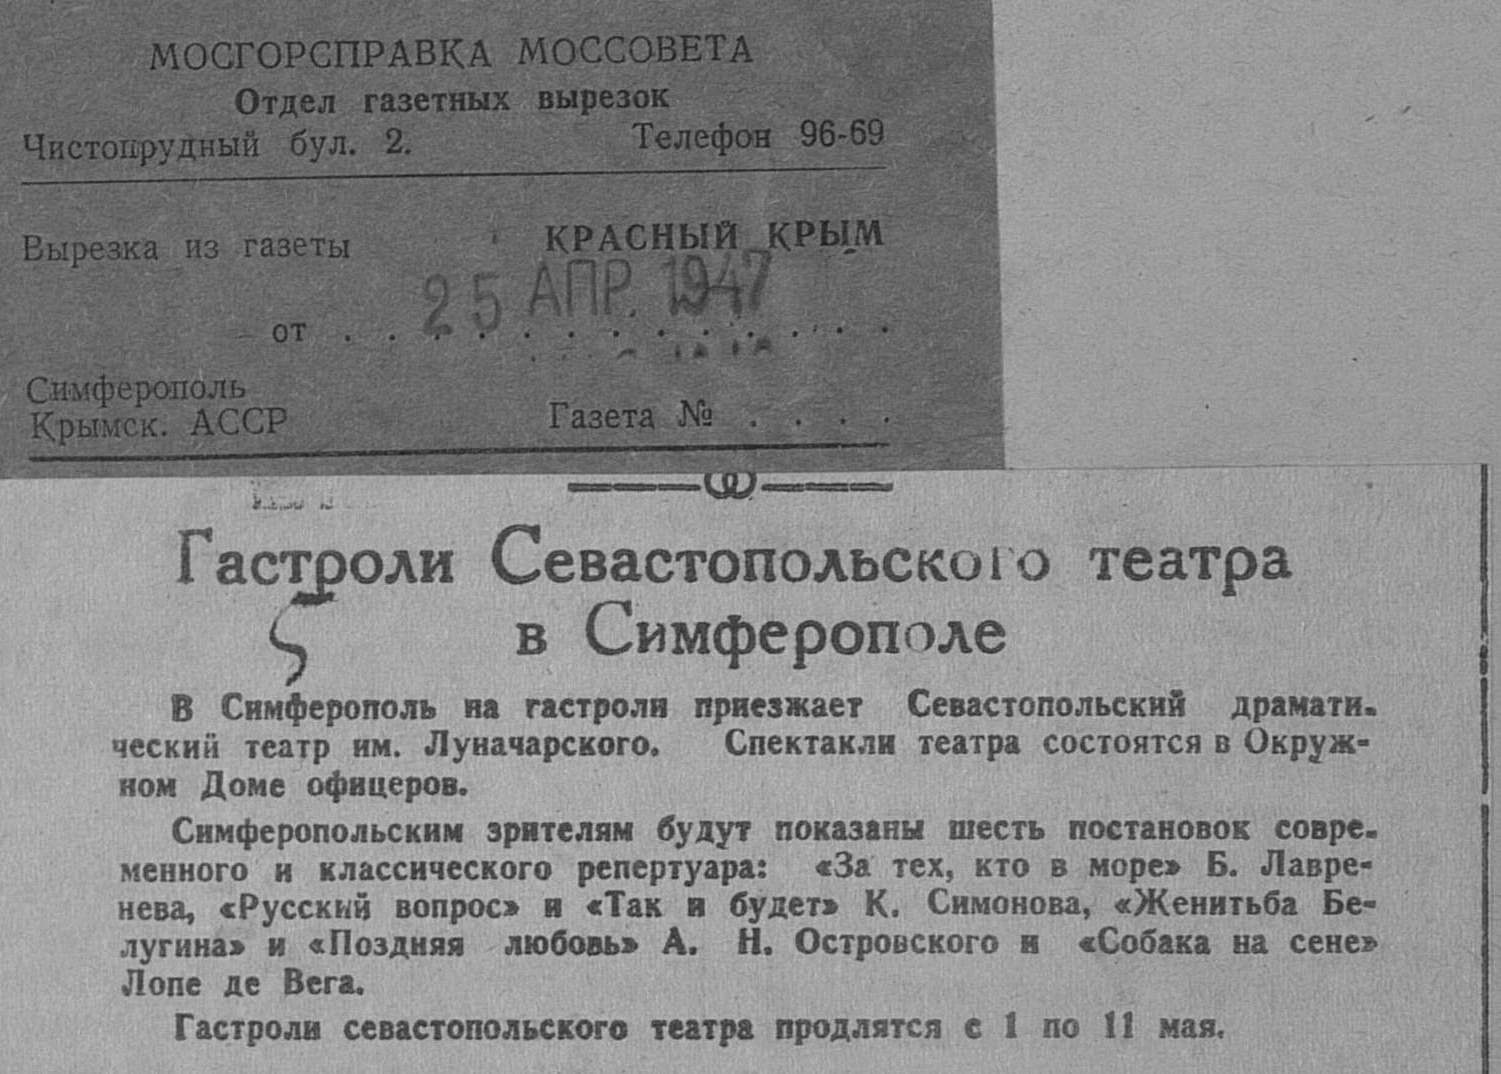 МОСГОРСПРАВКА МОССОВЕТА
Отдел газетных вырезок
Чистопрудный бул. 2. Телефон 96-69
Вырезка из газеты КРАСНЫЙ КРЫМ
от . . . . . . . . . . . . . 25 АПР. 1947
Симферополь
Крымск. АССР Газета № . . . .
Гастроли Севастопольского театра
в Симферополе
В Симферополь на гастроли приезжает Севастопольский драмати-
ческий театр им. Луначарского. Спектакли театра состоятся в Окруж-
ном Доме офицеров.
Симферопольским зрителям будут показаны шесть постановок совре-
менного и классического репертуара: «За тех, кто в море» Б. Лавре-
нева, «Русский вопрос» и «Так и будет» К. Симонова, «Женитьба Бе-
лугина» и «Поздняя любовь» А. Н. Островского и «Собака на сене»
Лопе де Вега.
Гастроли севастопольского театра продлятся с 1 по 11 мая.